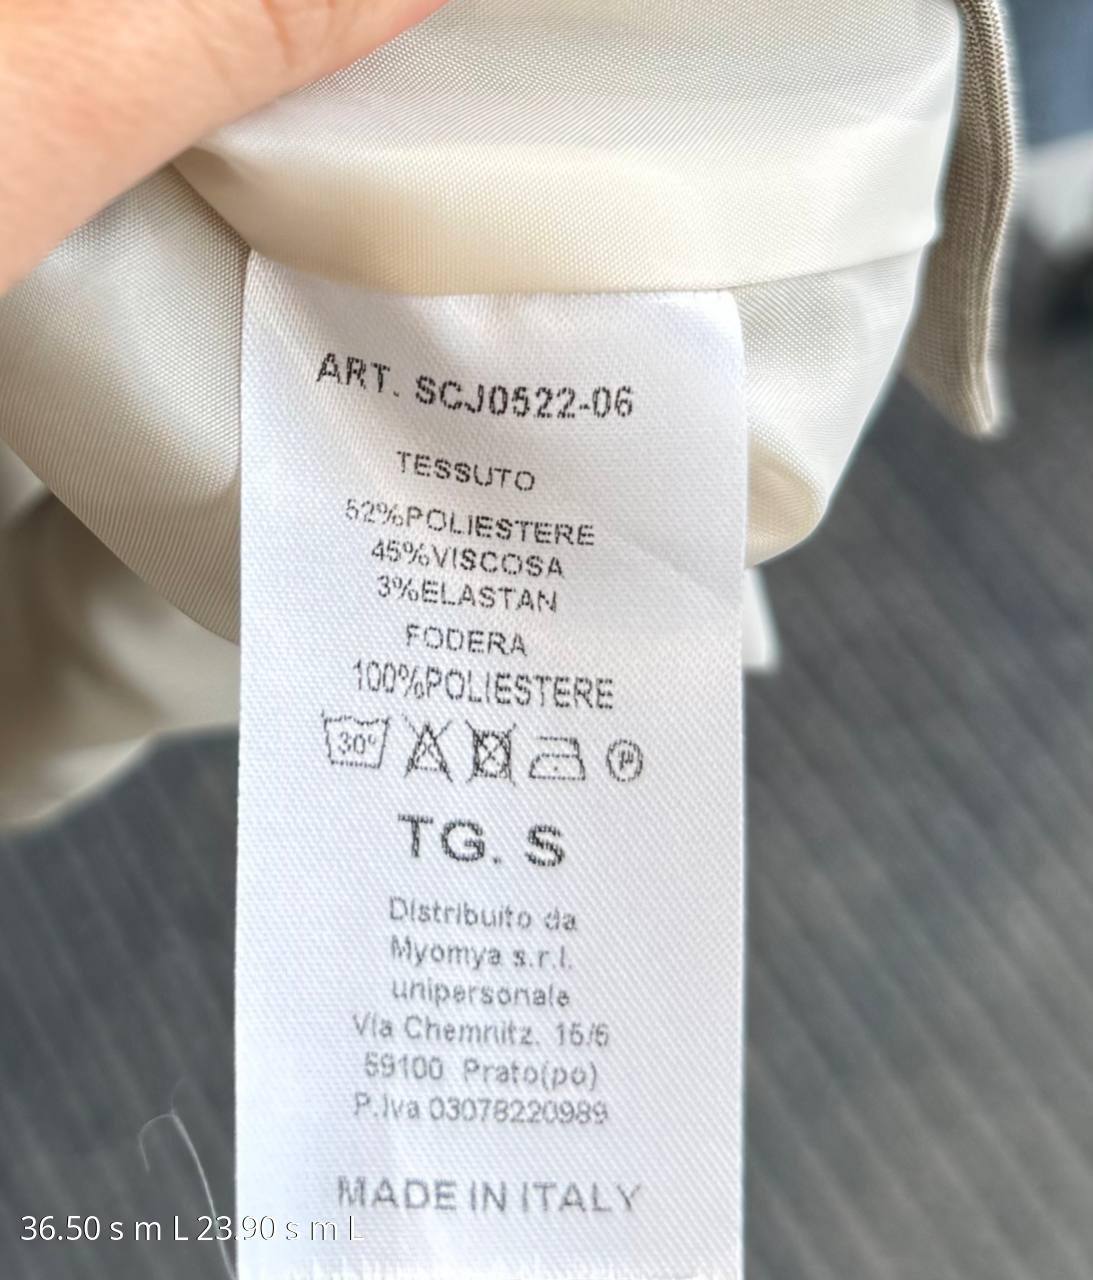 ART. SCJ0522-06
TESSUTO
52%POLIESTERE
45%VISCOSA
3%ELASTAN
FODERA
100%POLIESTERE
30°
P
TG. S
Distribuito da
Myomya s.r.l.
unipersonale
Via Chemnitz. 15/5
59100 Prato(po)
P.Iva 03078220989
MADE IN ITALY
36.50 s m L 23.90 s m L